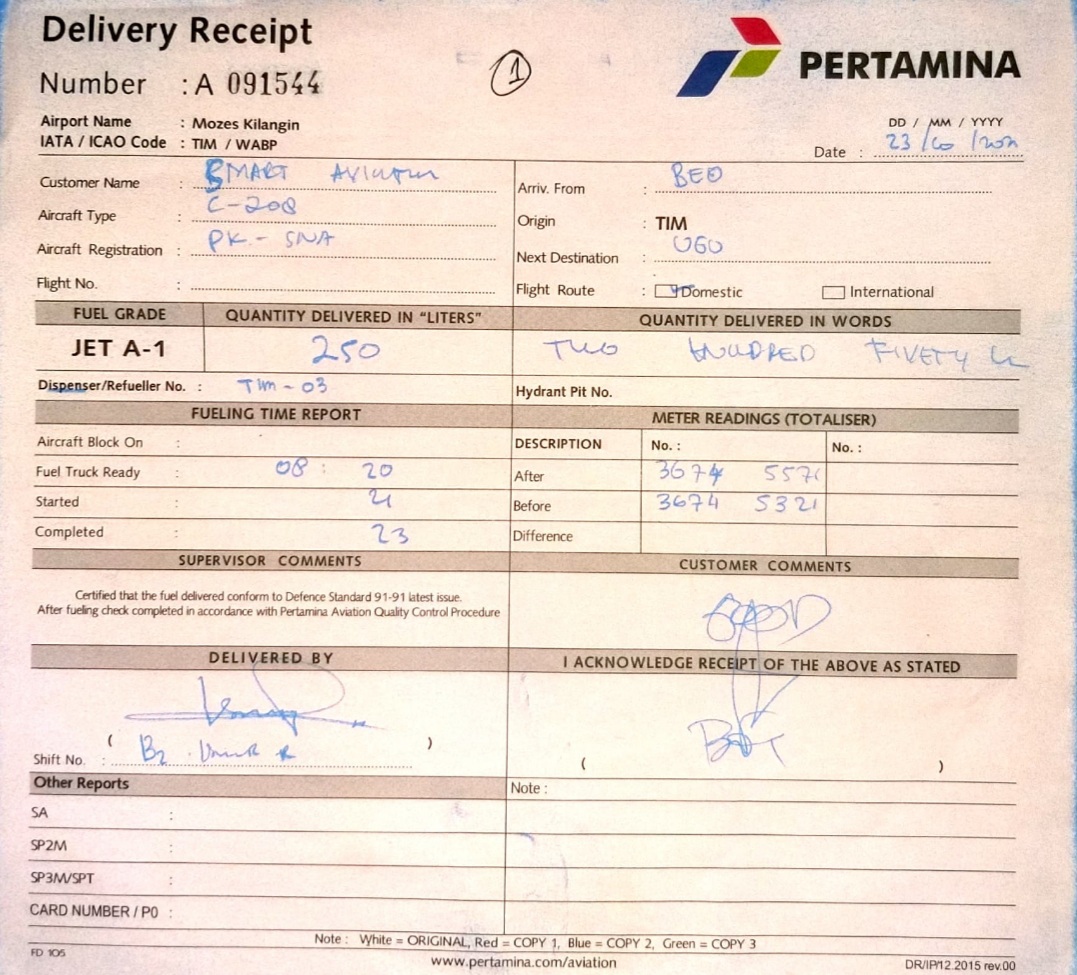 Delivery Receipt
Number : A 091544
1
PERTAMINA
Airport Name : Mozes Kilangin
IATA / ICAO Code : TIM / WABP
DD / MM / YYYY
Date : 23 /
Customer Name : SMART AVIATION
Aircraft Type : C-208
Aircraft Registration : PK - SNA
Flight No. :
Arriv. From : BEO
Origin : TIM
Next Destination : UGU
Flight Route : Domestic International
FUEL GRADE QUANTITY DELIVERED IN "LITERS" QUANTITY DELIVERED IN WORDS
JET A-1 250 TWO HUNDRED FIVETY
Dispenser/Refueller No. : TIM - 03 Hydrant Pit No.
FUELING TIME REPORT METER READINGS (TOTALISER)
Aircraft Block On : DESCRIPTION No. : No. :
Fuel Truck Ready : 08 : 20 After 3674 5571
Started : 21 Before 3674 5321
Completed : 23 Difference
SUPERVISOR COMMENTS CUSTOMER COMMENTS
Certified that the fuel delivered conform to Defence Standard 91-91 latest issue.
After fueling check completed in accordance with Pertamina Aviation Quality Control Procedure
GOOD
DELIVERED BY I ACKNOWLEDGE RECEIPT OF THE ABOVE AS STATED
( )
Shift No. :
( )
Other Reports Note :
SA :
SP2M :
SP3M/SPT :
CARD NUMBER / P0 :
Note : White = ORIGINAL, Red = COPY 1, Blue = COPY 2, Green = COPY 3
FD 105 www.pertamina.com/aviation DR/IP/12.2015 rev.00